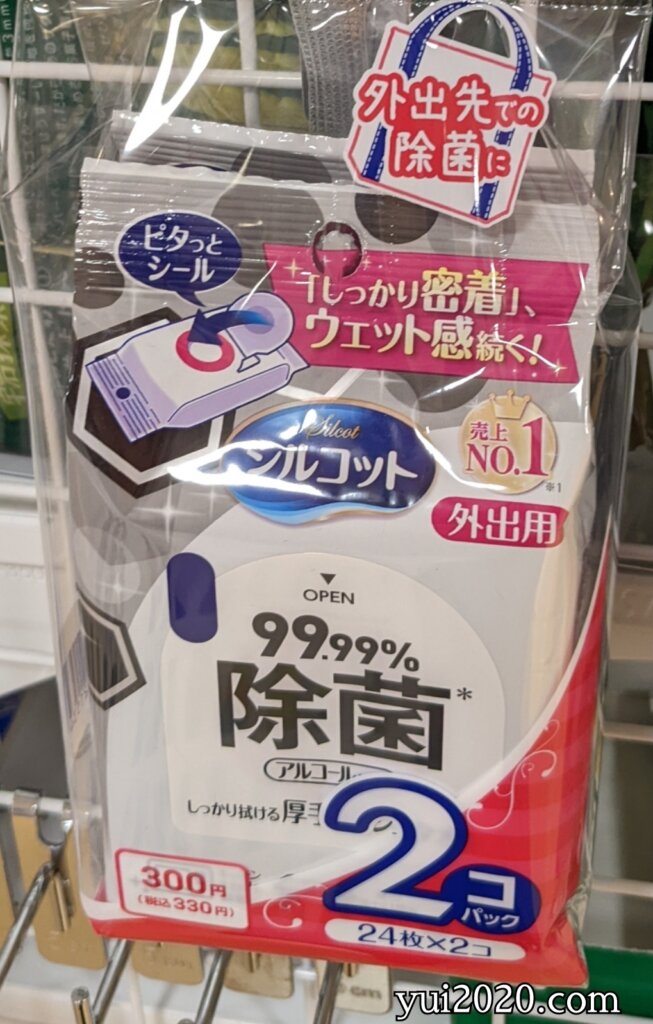 外出先での
除菌に
ピタっと
シール
「しっかり密着」、
ウェット感続く!
Silcot
シルコット
売上
NO.1
※1
外出用
OPEN
99.99%
除菌*
アルコール
しっかり拭ける厚手
2コ
パック
24枚×2コ
300円
(税込330円)
yui2020.com